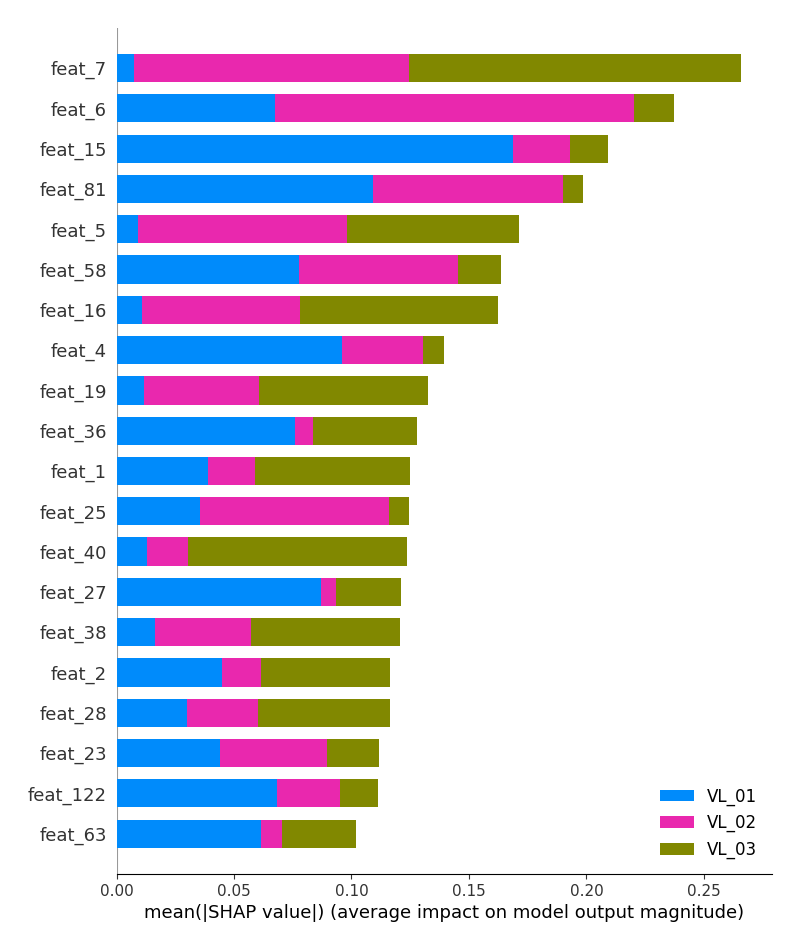 feat_7
feat_6
feat_15
feat_81
feat_5
feat_58
feat_16
feat_4
feat_19
feat_36
feat_1
feat_25
feat_40
feat_27
feat_38
feat_2
feat_28
feat_23
feat_122
feat_63
VL_01
VL_02
VL_03
0.00 0.05 0.10 0.15 0.20 0.25
mean(|SHAP value|) (average impact on model output magnitude)